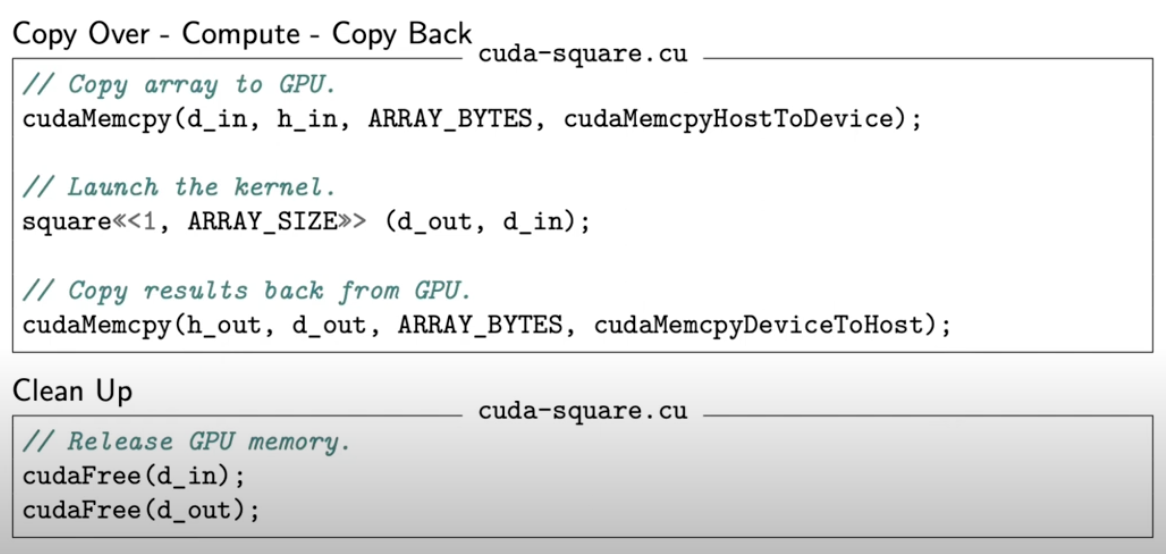 Copy Over - Compute - Copy Back
cuda-square.cu
// Copy array to GPU.
cudaMemcpy(d_in, h_in, ARRAY_BYTES, cudaMemcpyHostToDevice);
// Launch the kernel.
square«<1, ARRAY_SIZE»> (d_out, d_in);
// Copy results back from GPU.
cudaMemcpy(h_out, d_out, ARRAY_BYTES, cudaMemcpyDeviceToHost);
Clean Up
cuda-square.cu
// Release GPU memory.
cudaFree(d_in);
cudaFree(d_out);